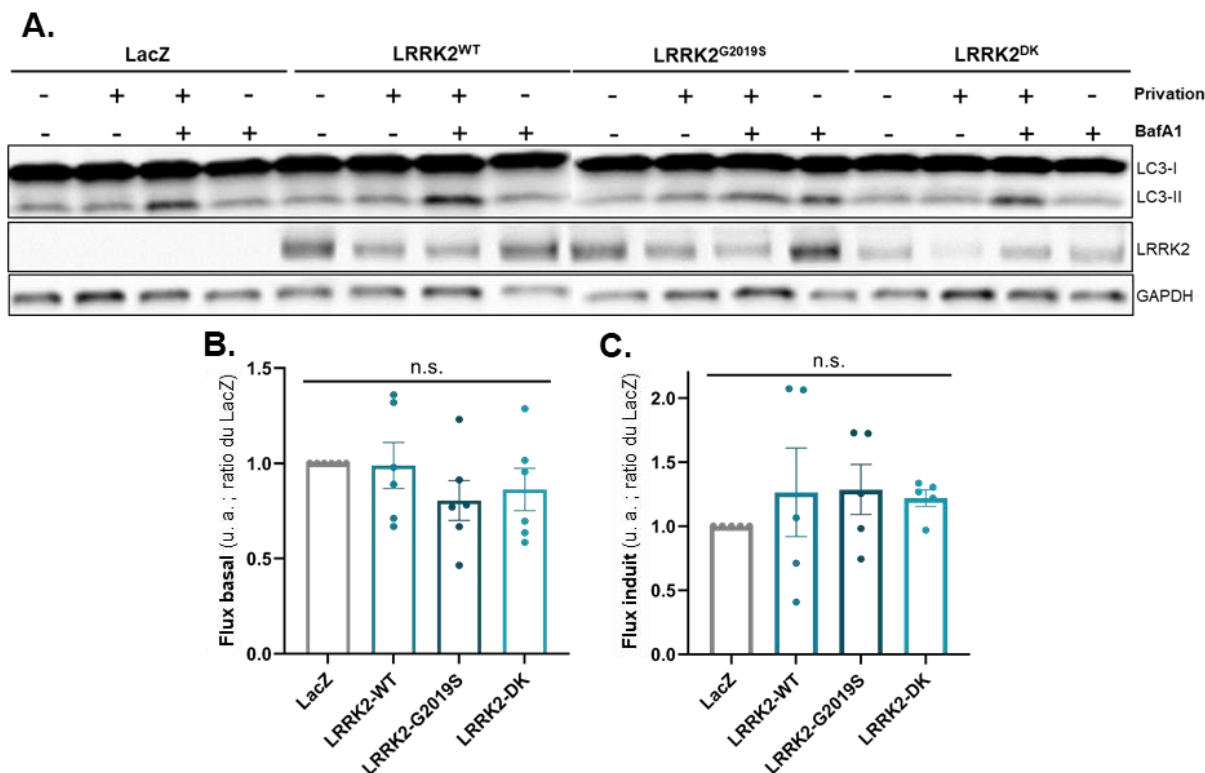 A.
LacZ LRRK2WT LRRK2G2019S LRRK2DK
- + + - - + + - - + + - - + + - Privation
- - + + - - + + - - + + - - + + BafA1
LC3-I
LC3-II
LRRK2
GAPDH
B.
n.s.
Flux basal (u. a. ; ratio du LacZ)
1.5
1.0
0.5
0.0
LacZ
LRRK2-WT
LRRK2-G2019S
LRRK2-DK
C.
n.s.
Flux induit (u. a. ; ratio du LacZ)
2.0
1.5
1.0
0.5
0.0
LacZ
LRRK2-WT
LRRK2-G2019S
LRRK2-DK